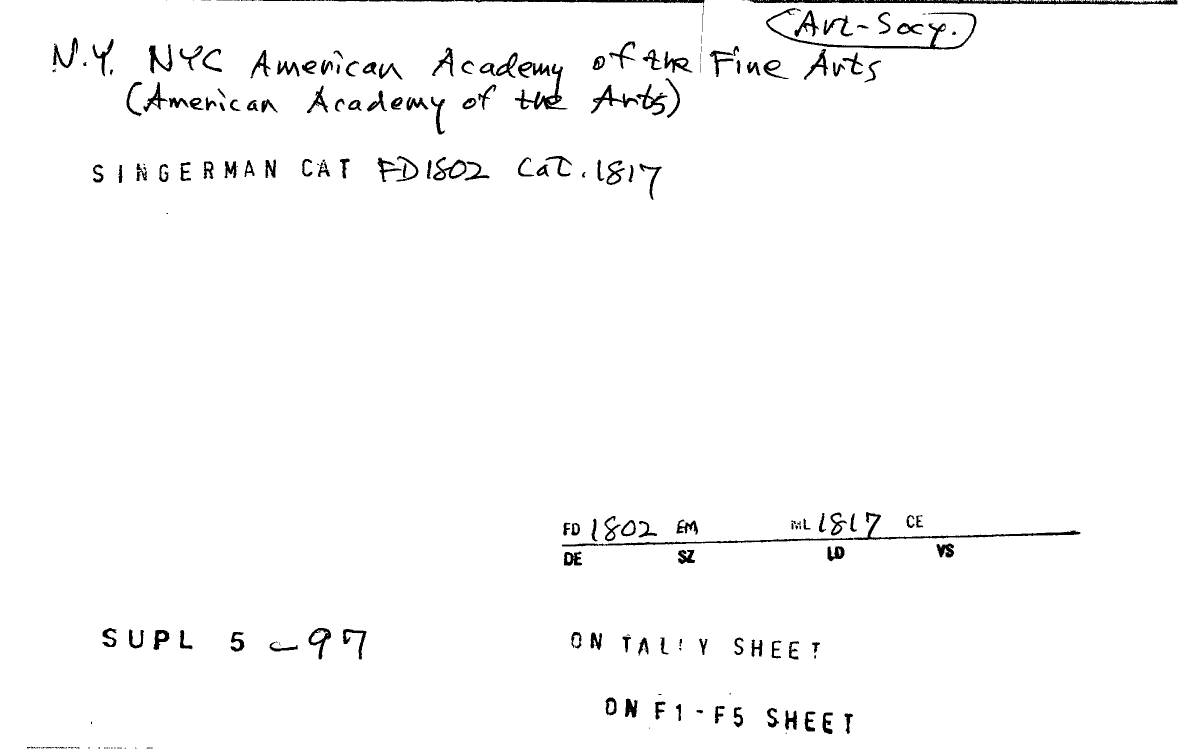 Art-Socy.
N.Y. NYC American Academy of the Fine Arts
(American Academy of the Arts)
SINGERMAN CAT FD1802 Cat. 1817
FD 1802 EM ML 1817 CE
DE SZ LD VS
SUPL 5 - 97
ON TALLY SHEET
ON F1-F5 SHEET